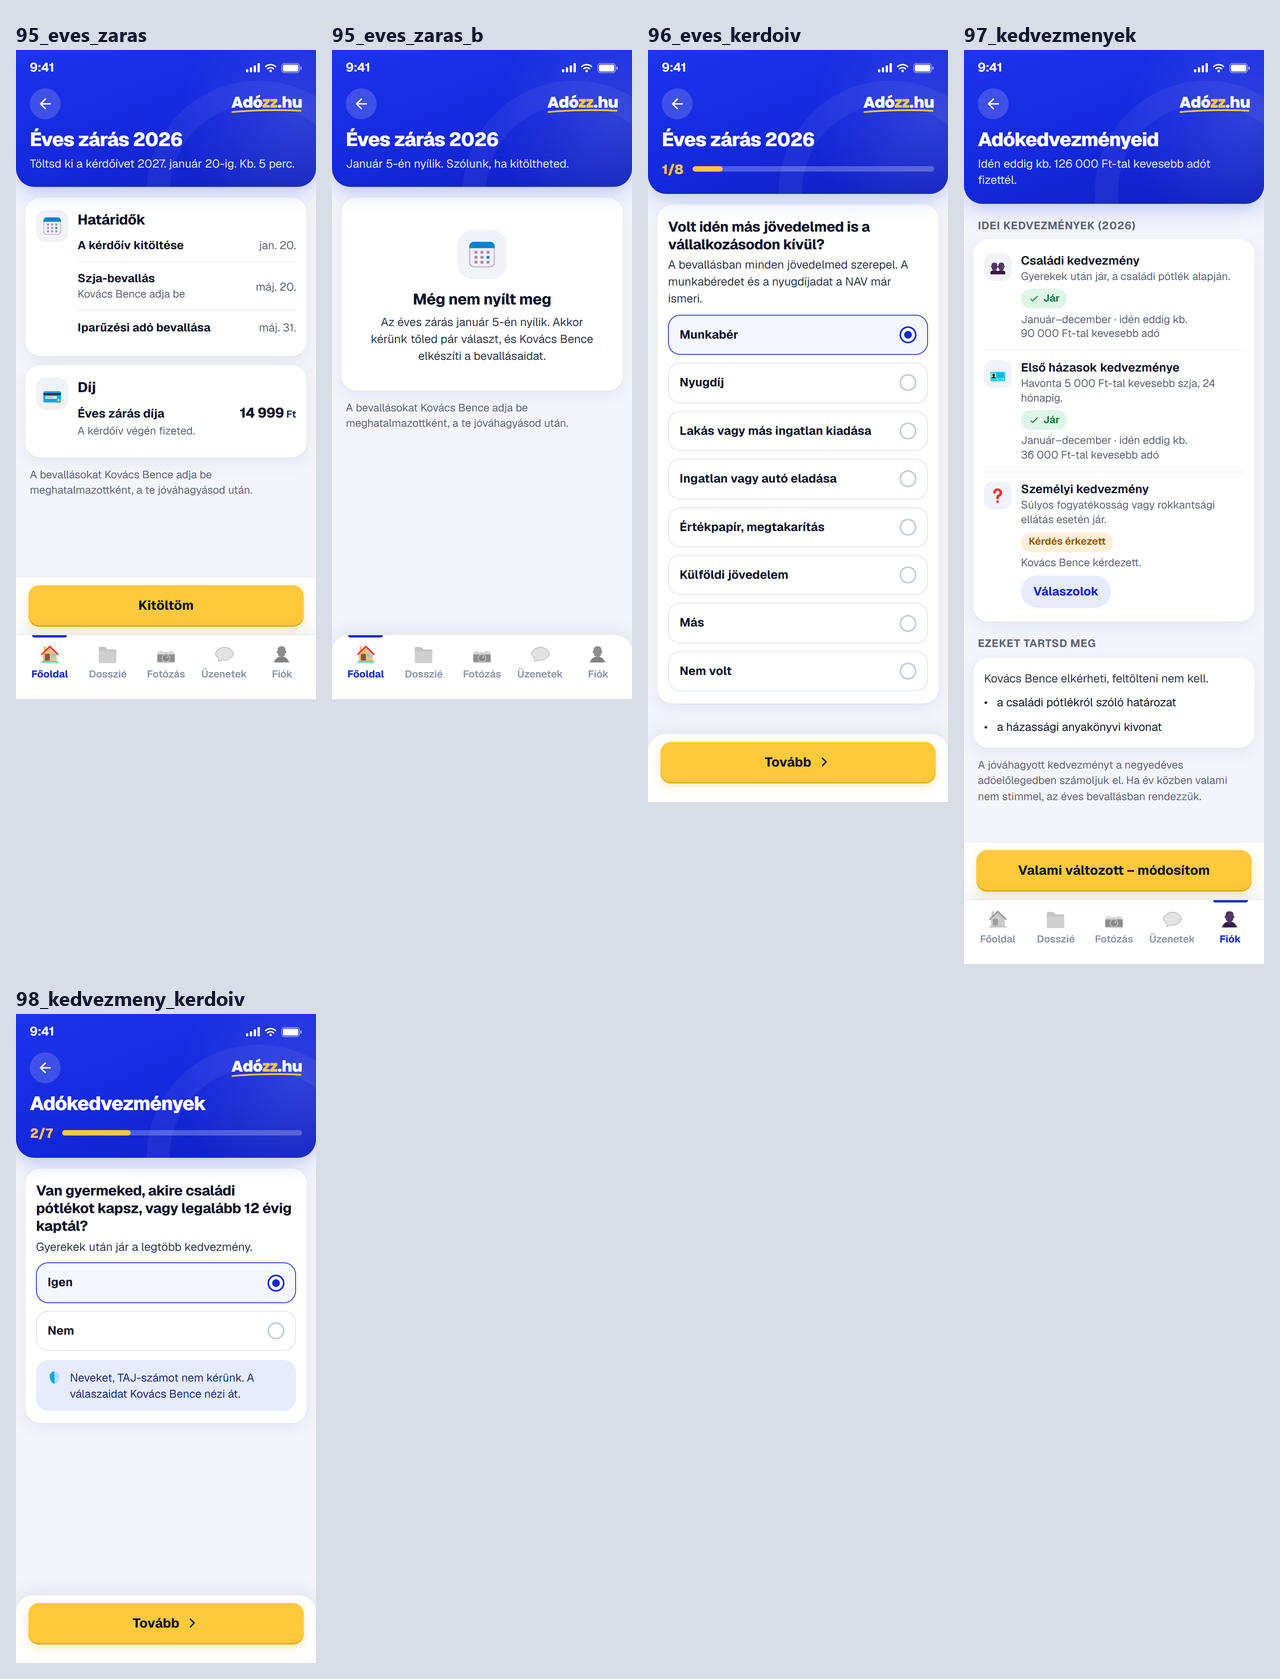 95_eves_zaras
9:41
Adózz.hu
Éves zárás 2026
Töltsd ki a kérdőívet 2027. január 20-ig. Kb. 5 perc.
Határidők
A kérdőív kitöltése jan. 20.
Szja-bevallás
Kovács Bence adja be
máj. 20.
Iparűzési adó bevallása máj. 31.
Díj
Éves zárás díja 14 999 Ft
A kérdőív végén fizeted.
A bevallásokat Kovács Bence adja be
meghatalmazottként, a te jóváhagyásod után.
Kitöltöm
Főoldal Dosszié Fotózás Üzenetek Fiók
95_eves_zaras_b
9:41
Adózz.hu
Éves zárás 2026
Január 5-én nyílik. Szólunk, ha kitöltheted.
Még nem nyílt meg
Az éves zárás január 5-én nyílik. Akkor
kérünk tőled pár választ, és Kovács Bence
elkészíti a bevallásaidat.
A bevallásokat Kovács Bence adja be
meghatalmazottként, a te jóváhagyásod után.
Főoldal Dosszié Fotózás Üzenetek Fiók
96_eves_kerdoiv
9:41
Adózz.hu
Éves zárás 2026
1/8
Volt idén más jövedelmed is a
vállalkozásodon kívül?
A bevallásban minden jövedelmed szerepel. A
munkabéredet és a nyugdíjadat a NAV már
ismeri.
Munkabér
Nyugdíj
Lakás vagy más ingatlan kiadása
Ingatlan vagy autó eladása
Értékpapír, megtakarítás
Külföldi jövedelem
Más
Nem volt
Tovább
97_kedvezmenyek
9:41
Adózz.hu
Adókedvezményeid
Idén eddig kb. 126 000 Ft-tal kevesebb adót
fizettél.
IDEI KEDVEZMÉNYEK (2026)
Családi kedvezmény
Gyerekek után jár, a családi pótlék alapján.
Jár
Január–december · idén eddig kb.
90 000 Ft-tal kevesebb adó
Első házasok kedvezménye
Havonta 5 000 Ft-tal kevesebb szja, 24
hónapig.
Jár
Január–december · idén eddig kb.
36 000 Ft-tal kevesebb adó
Személyi kedvezmény
Súlyos fogyatékosság vagy rokkantsági
ellátás esetén jár.
Kérdés érkezett
Kovács Bence kérdezett.
Válaszolok
EZEKET TARTSD MEG
Kovács Bence elkérheti, feltölteni nem kell.
• a családi pótlékról szóló határozat
• a házassági anyakönyvi kivonat
A jóváhagyott kedvezményt a negyedéves
adóelőlegedben számoljuk el. Ha év közben valami
nem stimmel, az éves bevallásban rendezzük.
Valami változott – módosítom
Főoldal Dosszié Fotózás Üzenetek Fiók
98_kedvezmeny_kerdoiv
9:41
Adózz.hu
Adókedvezmények
2/7
Van gyermeked, akire családi
pótlékot kapsz, vagy legalább 12 évig
kaptál?
Gyerekek után jár a legtöbb kedvezmény.
Igen
Nem
Neveket, TAJ-számot nem kérünk. A
válaszaidat Kovács Bence nézi át.
Tovább